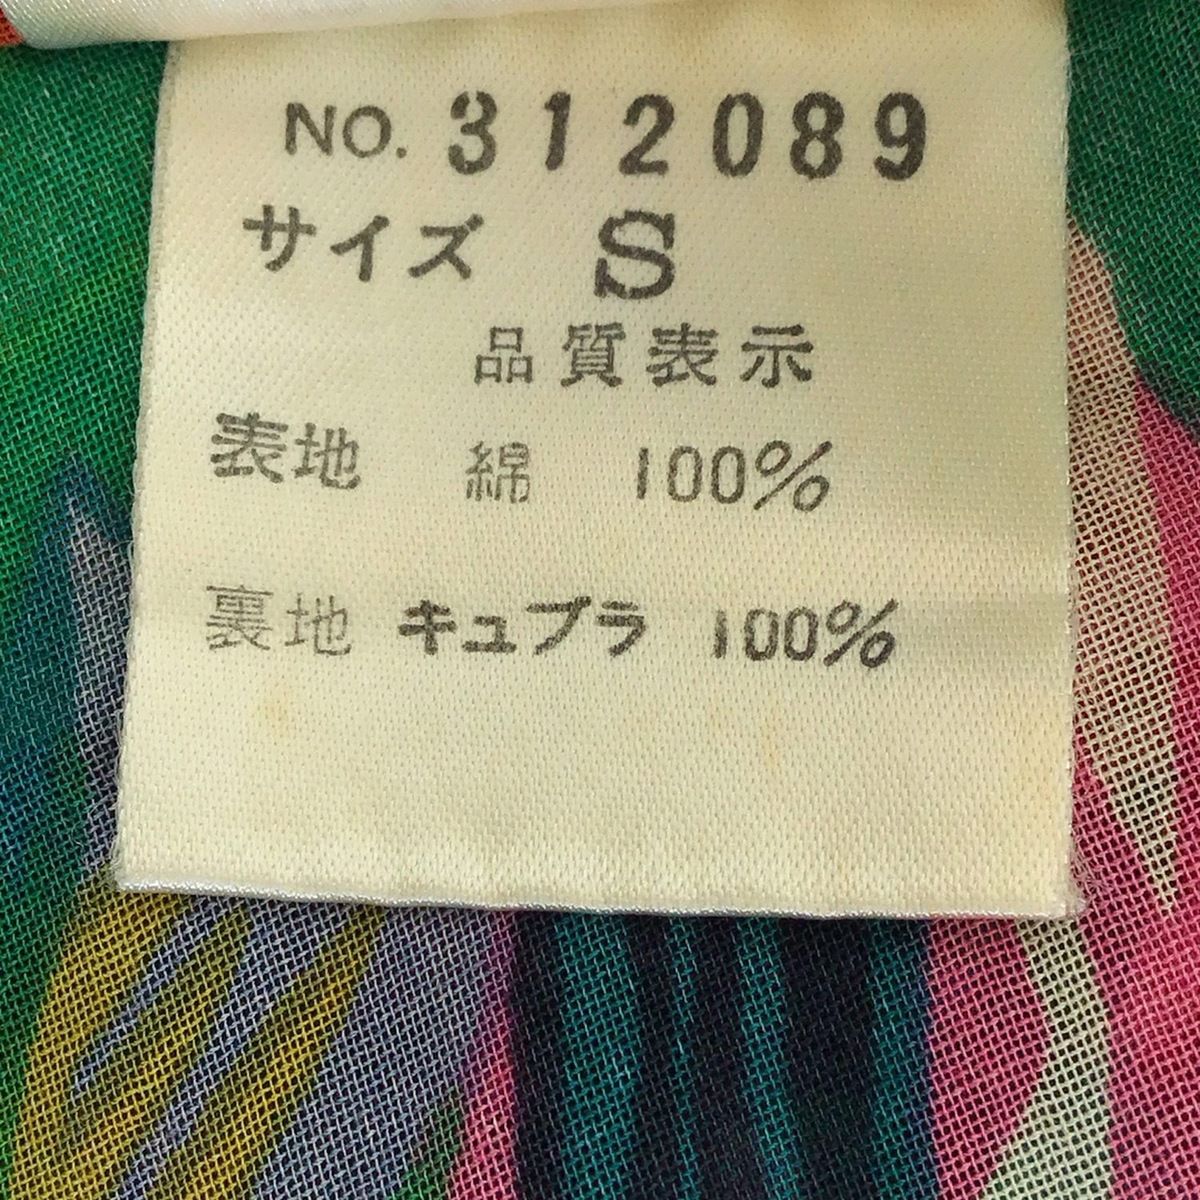 NO. 312089
サイズ S
品質表示
表地 綿 100%
裏地 キュプラ 100%